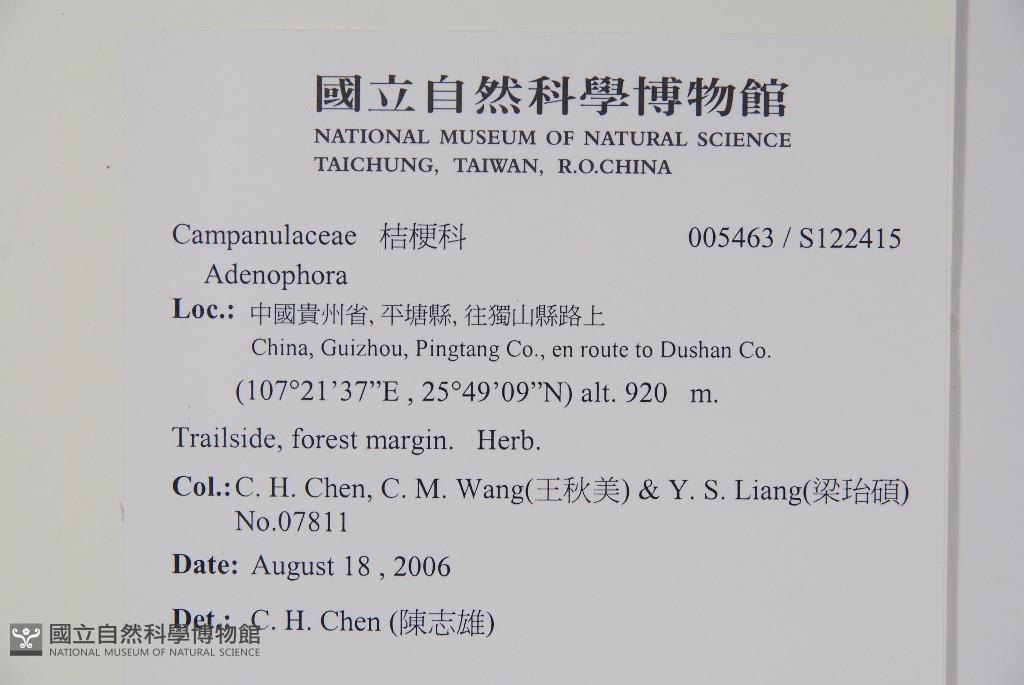 國立自然科學博物館
NATIONAL MUSEUM OF NATURAL SCIENCE
TAICHUNG, TAIWAN, R.O.CHINA
Campanulaceae 桔梗科 005463 / S122415
Adenophora
Loc.: 中國貴州省, 平塘縣, 往獨山縣路上
China, Guizhou, Pingtang Co., en route to Dushan Co.
(107°21’37”E , 25°49’09”N) alt. 920 m.
Trailside, forest margin. Herb.
Col.: C. H. Chen, C. M. Wang(王秋美) & Y. S. Liang(梁珆碩)
No.07811
Date: August 18 , 2006
Det.: C. H. Chen (陳志雄)
國立自然科學博物館
NATIONAL MUSEUM OF NATURAL SCIENCE